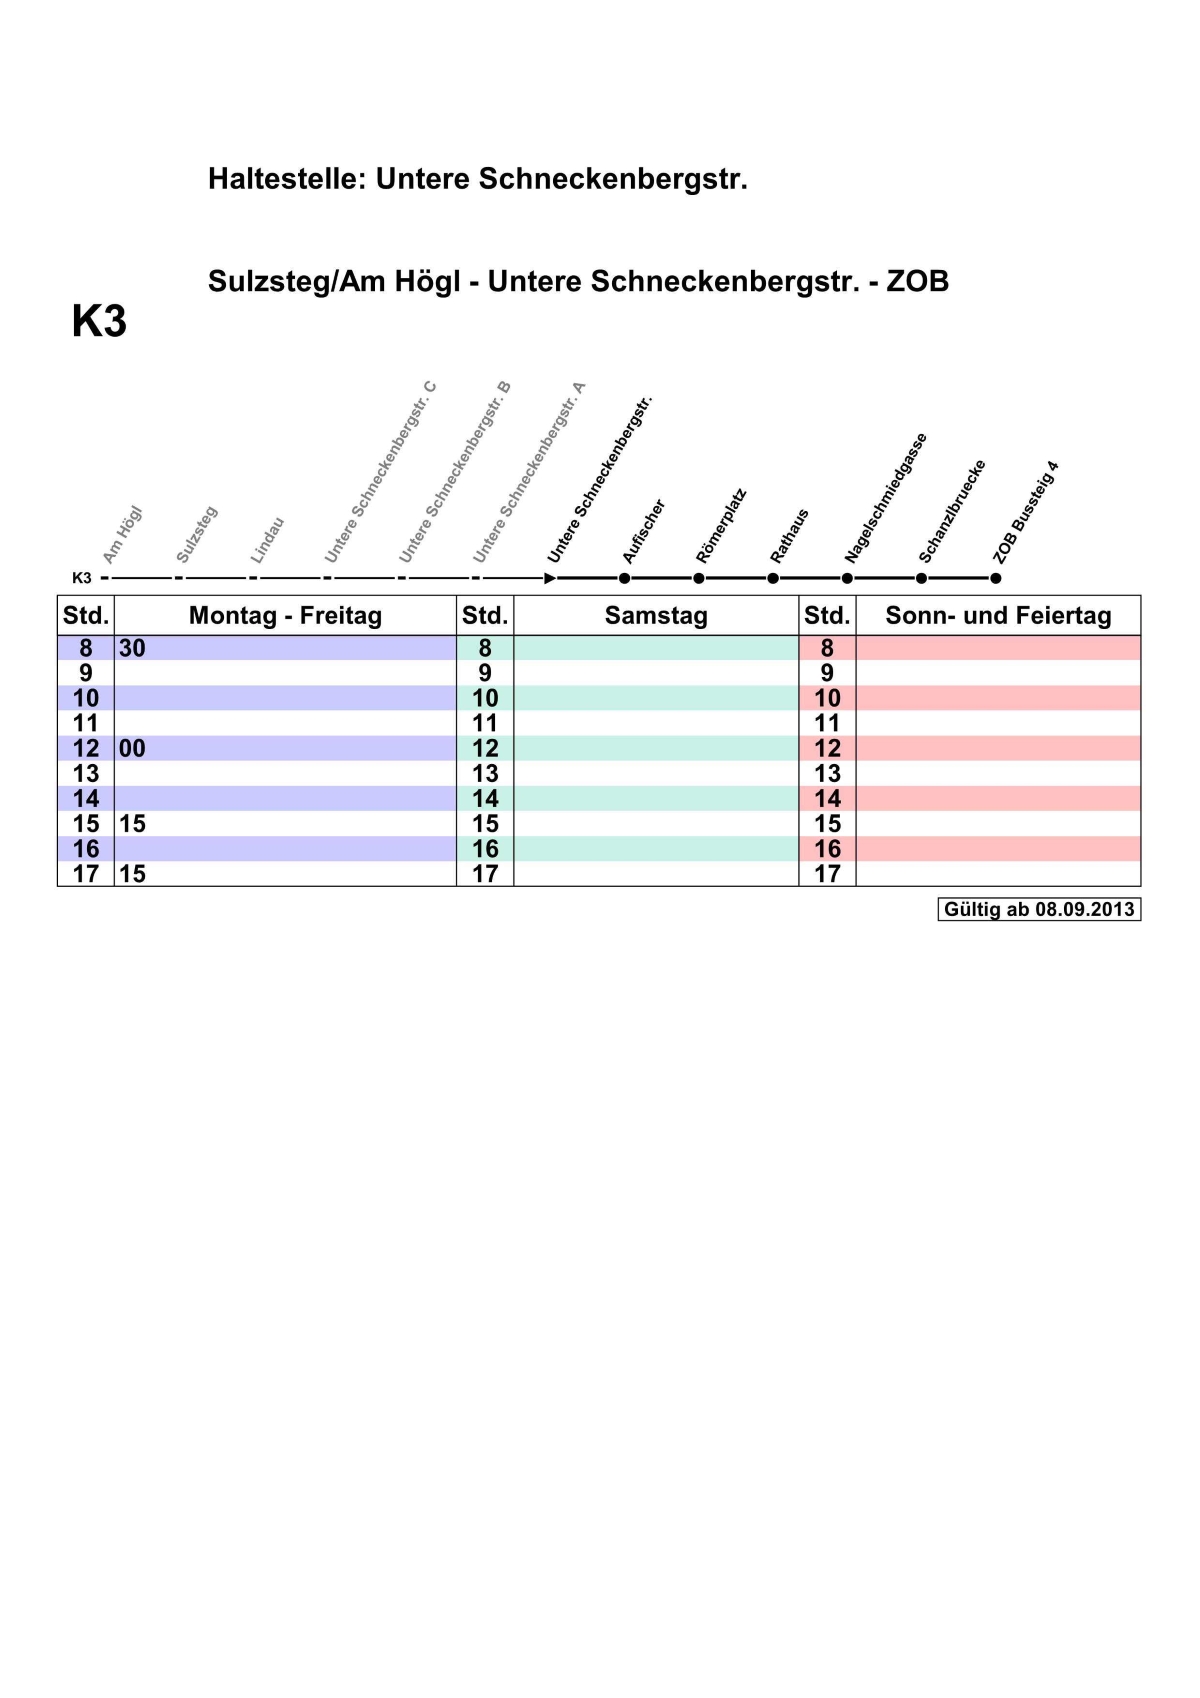 Haltestelle: Untere Schneckenbergstr.
Sulzsteg/Am Högl - Untere Schneckenbergstr. - ZOB
K3
Am Högl
Sulzsteg
Lindau
Untere Schneckenbergstr. C
Untere Schneckenbergstr. B
Untere Schneckenbergstr. A
Untere Schneckenbergstr.
Aufischer
Römerplatz
Rathaus
Nagelschmiedgasse
Schanzlbruecke
ZOB Bussteig 4
K3
Std. Montag - Freitag Std. Samstag Std. Sonn- und Feiertag
8 30 8 8
9 9 9
10 10 10
11 11 11
12 00 12 12
13 13 13
14 14 14
15 15 15 15
16 16 16
17 15 17 17
Gültig ab 08.09.2013